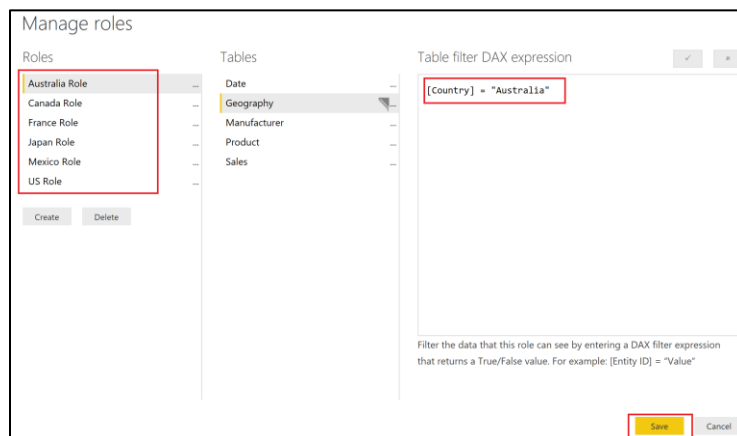 Manage roles
Roles
Tables
Table filter DAX expression
Australia Role
Canada Role
France Role
Japan Role
Mexico Role
US Role
Create
Delete
Date
Geography
Manufacturer
Product
Sales
[Country] = "Australia"
Filter the data that this role can see by entering a DAX filter expression
that returns a True/False value. For example: [Entity ID] = “Value”
Save
Cancel